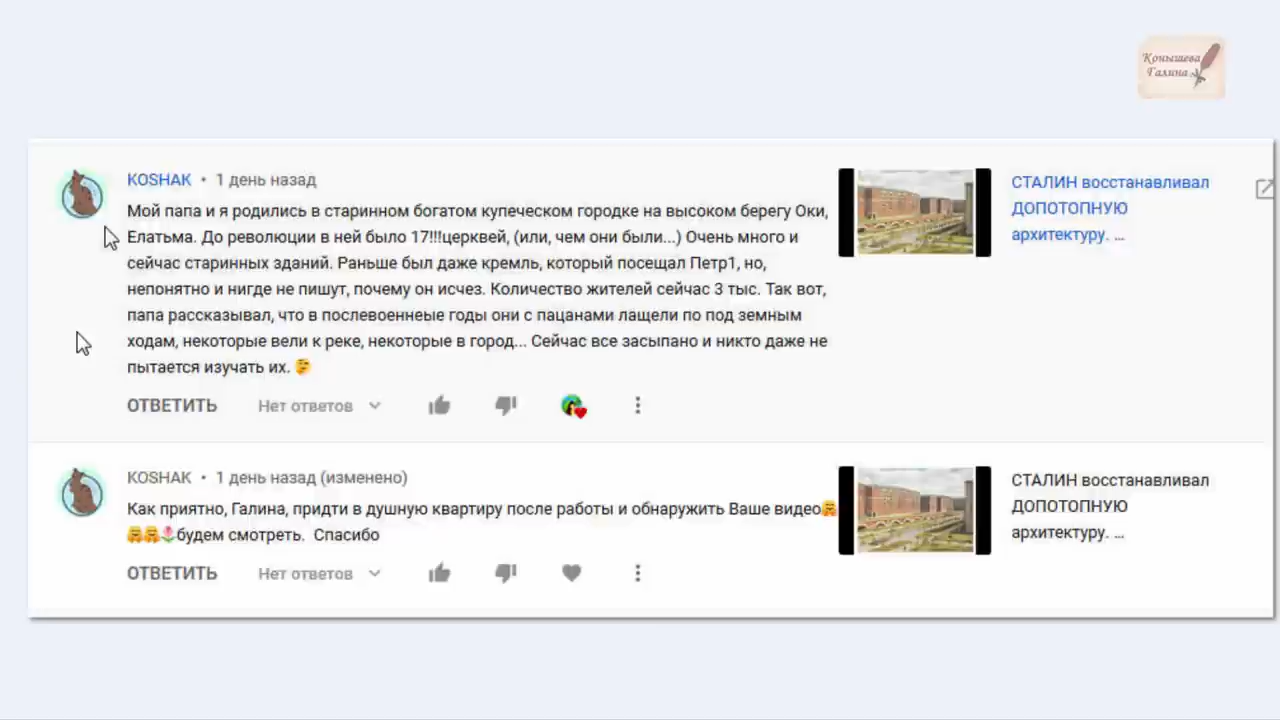 Конышева
Галина
KOSHAK • 1 день назад
Мой папа и я родились в старинном богатом купеческом городке на высоком берегу Оки,
Елатьма. До революции в ней было 17!!!церквей, (или, чем они были...) Очень много и
сейчас старинных зданий. Раньше был даже кремль, который посещал Петр1, но,
непонятно и нигде не пишут, почему он исчез. Количество жителей сейчас 3 тыс. Так вот,
папа рассказывал, что в послевоеннеые годы они с пацанами лащели по под земным
ходам, некоторые вели к реке, некоторые в город... Сейчас все засыпано и никто даже не
пытается изучать их. 🤔
ОТВЕТИТЬ Нет ответов
СТАЛИН восстанавливал
ДОПОТОПНУЮ
архитектуру. ...
KOSHAK • 1 день назад (изменено)
Как приятно, Галина, придти в душную квартиру после работы и обнаружить Ваше видео🤗
🤗🤗🌷будем смотреть. Спасибо
ОТВЕТИТЬ Нет ответов
СТАЛИН восстанавливал
ДОПОТОПНУЮ
архитектуру. ...